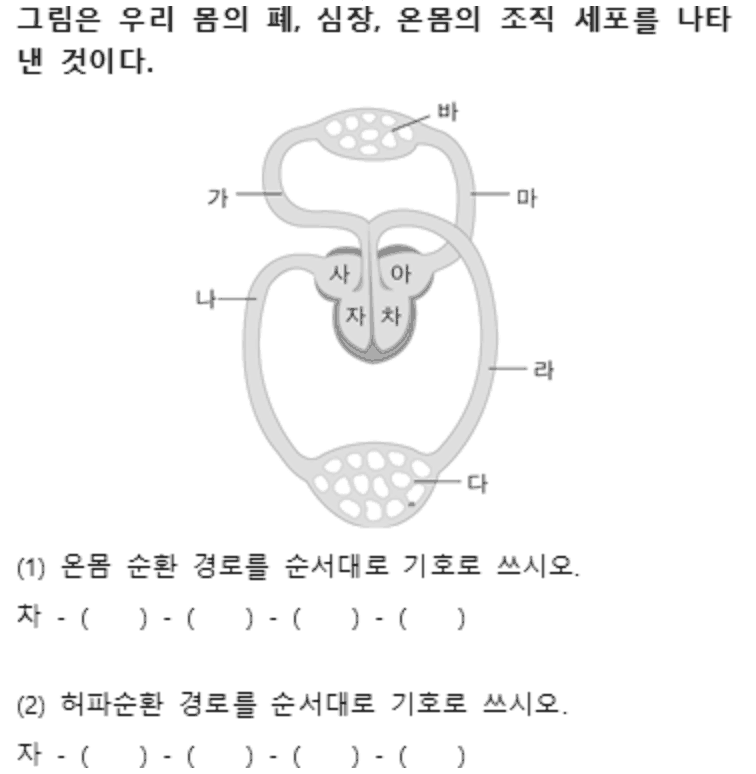 그림은 우리 몸의 폐, 심장, 온몸의 조직 세포를 나타
낸 것이다.
바
가
마
사
아
나
자
차
라
다
(1) 온몸 순환 경로를 순서대로 기호로 쓰시오.
차 - (    ) - (    ) - (    ) - (    )
(2) 허파순환 경로를 순서대로 기호로 쓰시오.
자 - (    ) - (    ) - (    ) - (    )